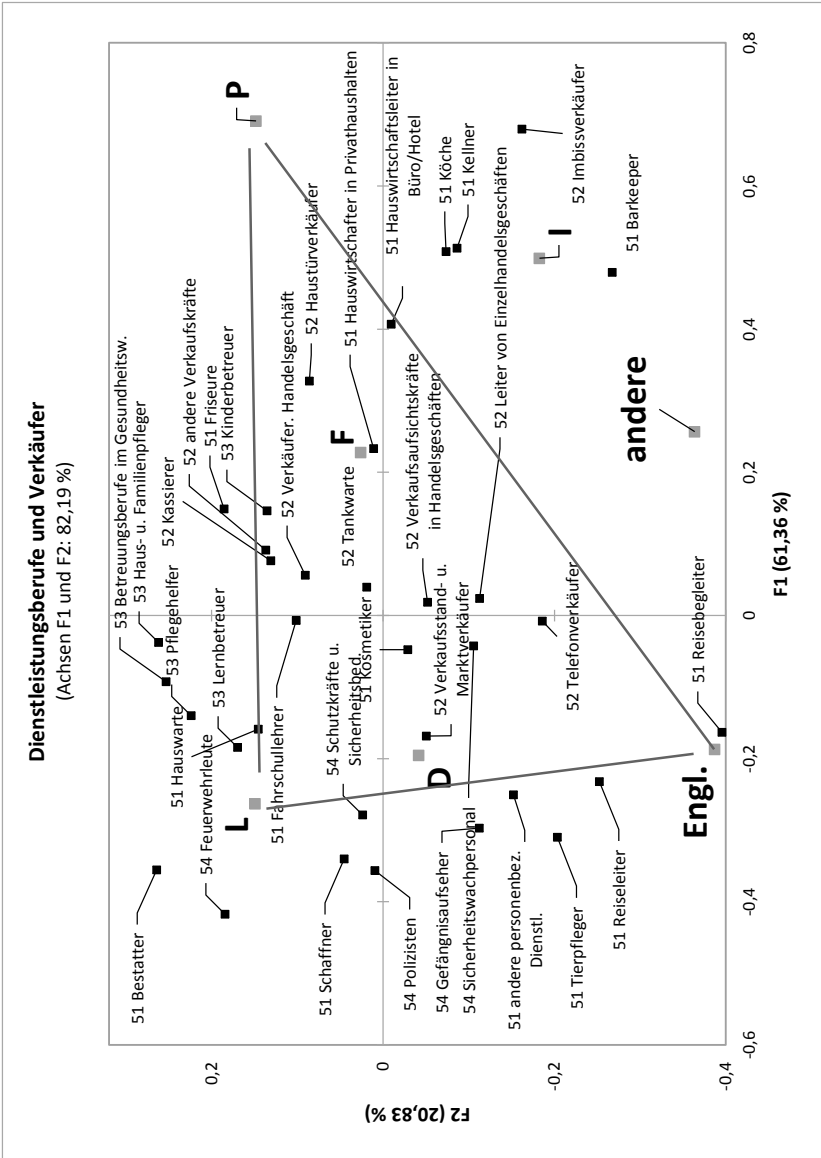 Dienstleistungsberufe und Verkäufer
(Achsen F1 und F2: 82,19 %)
F2 (20,83 %)
0,2
0
-0,2
-0,4
-0,6
-0,4
-0,2
0
0,2
0,4
0,6
0,8
F1 (61,36 %)
51 Bestatter
54 Feuerwehrleute
51 Hauswarte
53 Lernbetreuer
53 Pflegehelfer
53 Haus- u. Familienpfleger
53 Betreuungsberufe im Gesundheitsw.
52 Kassierer
52 andere Verkaufskräfte
51 Friseure
53 Kinderbetreuer
52 Verkäufer. Handelsgeschäft
52 Haustürverkäufer
P
L
51 Fahrschullehrer
51 Schaffner
54 Schutzkräfte u.
Sicherheitsbed.
51 Kosmetiker
52 Tankwarte
F
51 Hauswirtschafter in Privathaushalten
51 Hauswirtschaftsleiter in
Büro/Hotel
54 Polizisten
D
52 Verkaufsstand- u.
Marktverkäufer
52 Verkaufsaufsichtskräfte
in Handelsgeschäften
51 Köche
51 Kellner
54 Gefängnisaufseher
54 Sicherheitswachpersonal
52 Leiter von Einzelhandelsgeschäften
51 andere personenbez.
Dienstl.
52 Telefonverkäufer
52 Imbissverkäufer
I
51 Tierpfleger
51 Reiseleiter
51 Barkeeper
andere
Engl.
51 Reisebegleiter